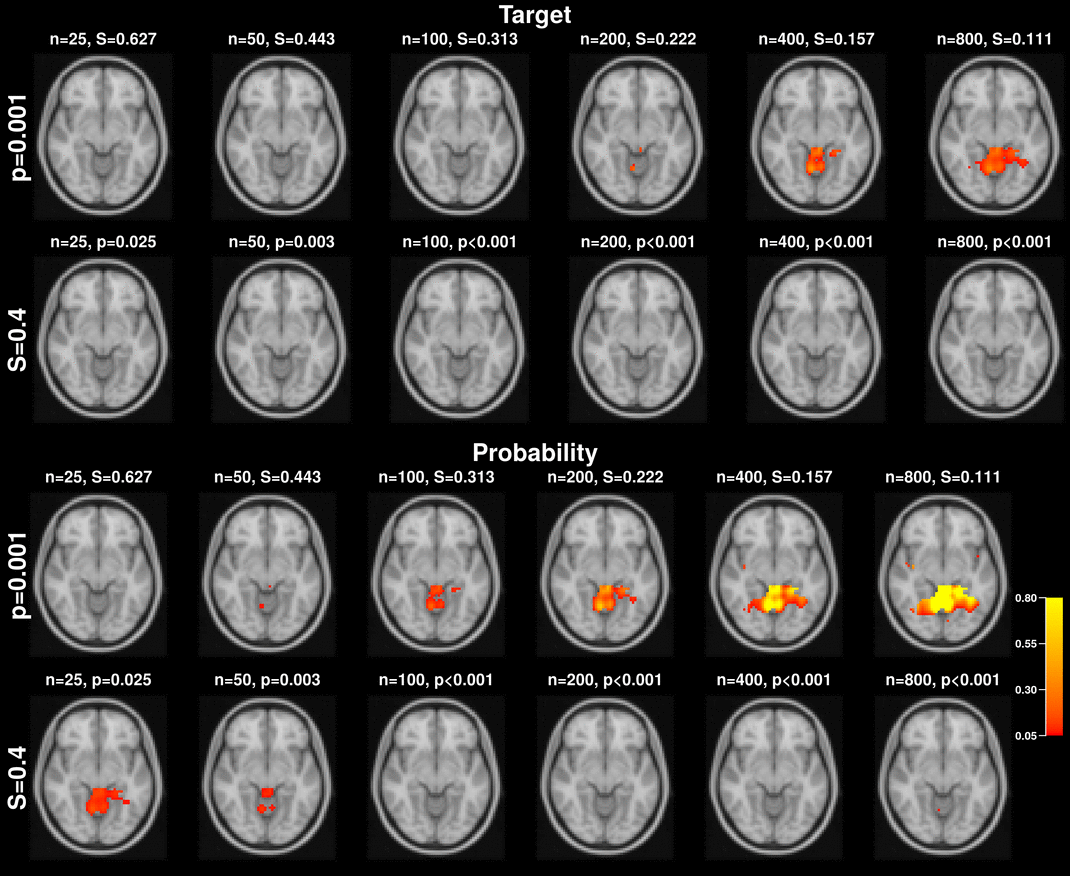 Target
n=25, S=0.627 n=50, S=0.443 n=100, S=0.313 n=200, S=0.222 n=400, S=0.157 n=800, S=0.111
p=0.001
n=25, p=0.025 n=50, p=0.003 n=100, p<0.001 n=200, p<0.001 n=400, p<0.001 n=800, p<0.001
S=0.4
Probability
n=25, S=0.627 n=50, S=0.443 n=100, S=0.313 n=200, S=0.222 n=400, S=0.157 n=800, S=0.111
p=0.001
0.80
0.55
0.30
0.05
n=25, p=0.025 n=50, p=0.003 n=100, p<0.001 n=200, p<0.001 n=400, p<0.001 n=800, p<0.001
S=0.4